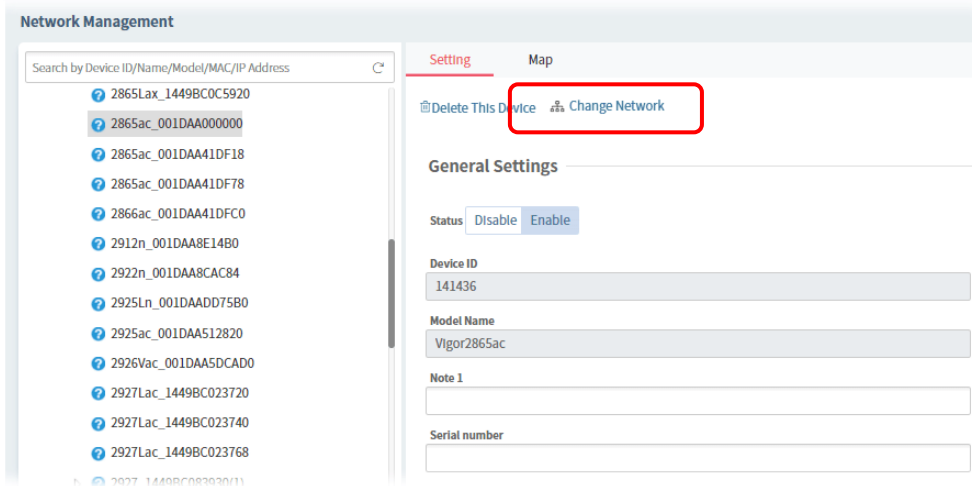 Network Management
Search by Device ID/Name/Model/MAC/IP Address
2865Lax_1449BC0C5920
2865ac_001DAA000000
2865ac_001DAA41DF18
2865ac_001DAA41DF78
2866ac_001DAA41DFC0
2912n_001DAA8E14B0
2922n_001DAA8CAC84
2925Ln_001DAADD75B0
2925ac_001DAA512820
2926Vac_001DAA5DCAD0
2927Lac_1449BC023720
2927Lac_1449BC023740
2927Lac_1449BC023768
2927_1449BC083930(1)
Setting Map
Delete This Device Change Network
General Settings
Status Disable Enable
Device ID
141436
Model Name
Vigor2865ac
Note 1
Serial number